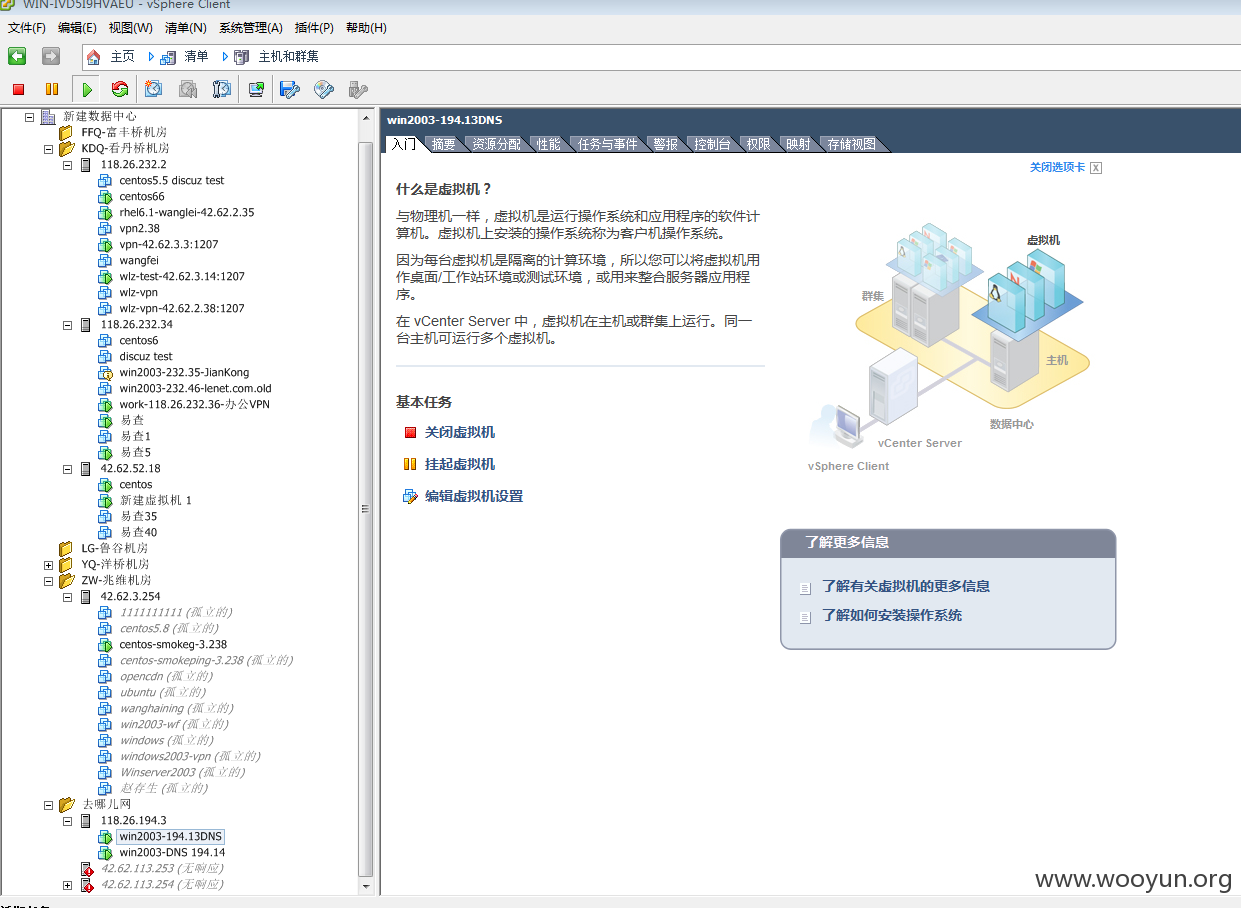 WIN-IVD5I9HVAEU - vSphere Client
文件(F) 编辑(E) 视图(W) 清单(N) 系统管理(A) 插件(P) 帮助(H)
主页 清单 主机和群集
新建数据中心
FFQ-富丰桥机房
KDQ-看丹桥机房
118.26.232.2
centos5.5 discuz test
centos66
rhel6.1-wanglei-42.62.2.35
vpn2.38
vpn-42.62.3.3:1207
wangfei
wlz-test-42.62.3.14:1207
wlz-vpn
wlz-vpn-42.62.2.38:1207
118.26.232.34
centos6
discuz test
win2003-232.35-JianKong
win2003-232.46-lenet.com.old
work-118.26.232.36-办公VPN
易查
易查1
易查5
42.62.52.18
centos
新建虚拟机 1
易查35
易查40
LG-鲁谷机房
YQ-洋桥机房
ZW-兆维机房
42.62.3.254
1111111111 (孤立的)
centos5.8 (孤立的)
centos-smokeg-3.238
centos-smokeping-3.238 (孤立的)
opencdn (孤立的)
ubuntu (孤立的)
wanghaining (孤立的)
win2003-wf (孤立的)
windows (孤立的)
windows2003-vpn (孤立的)
Winserver2003 (孤立的)
赵存生 (孤立的)
去哪儿网
118.26.194.3
win2003-194.13DNS
win2003-DNS 194.14
42.62.113.253 (无响应)
42.62.113.254 (无响应)
win2003-194.13DNS
入门 摘要 资源分配 性能 任务与事件 警报 控制台 权限 映射 存储视图
关闭选项卡
什么是虚拟机？
与物理机一样，虚拟机是运行操作系统和应用程序的软件计
算机。虚拟机上安装的操作系统称为客户机操作系统。
因为每台虚拟机是隔离的计算环境，所以您可以将虚拟机用
作桌面/工作站环境或测试环境，或用来整合服务器应用程
序。
在 vCenter Server 中，虚拟机在主机或群集上运行。同一
台主机可运行多个虚拟机。
基本任务
关闭虚拟机
挂起虚拟机
编辑虚拟机设置
虚拟机
群集
主机
数据中心
vCenter Server
vSphere Client
了解更多信息
了解有关虚拟机的更多信息
了解如何安装操作系统
www.wooyun.org